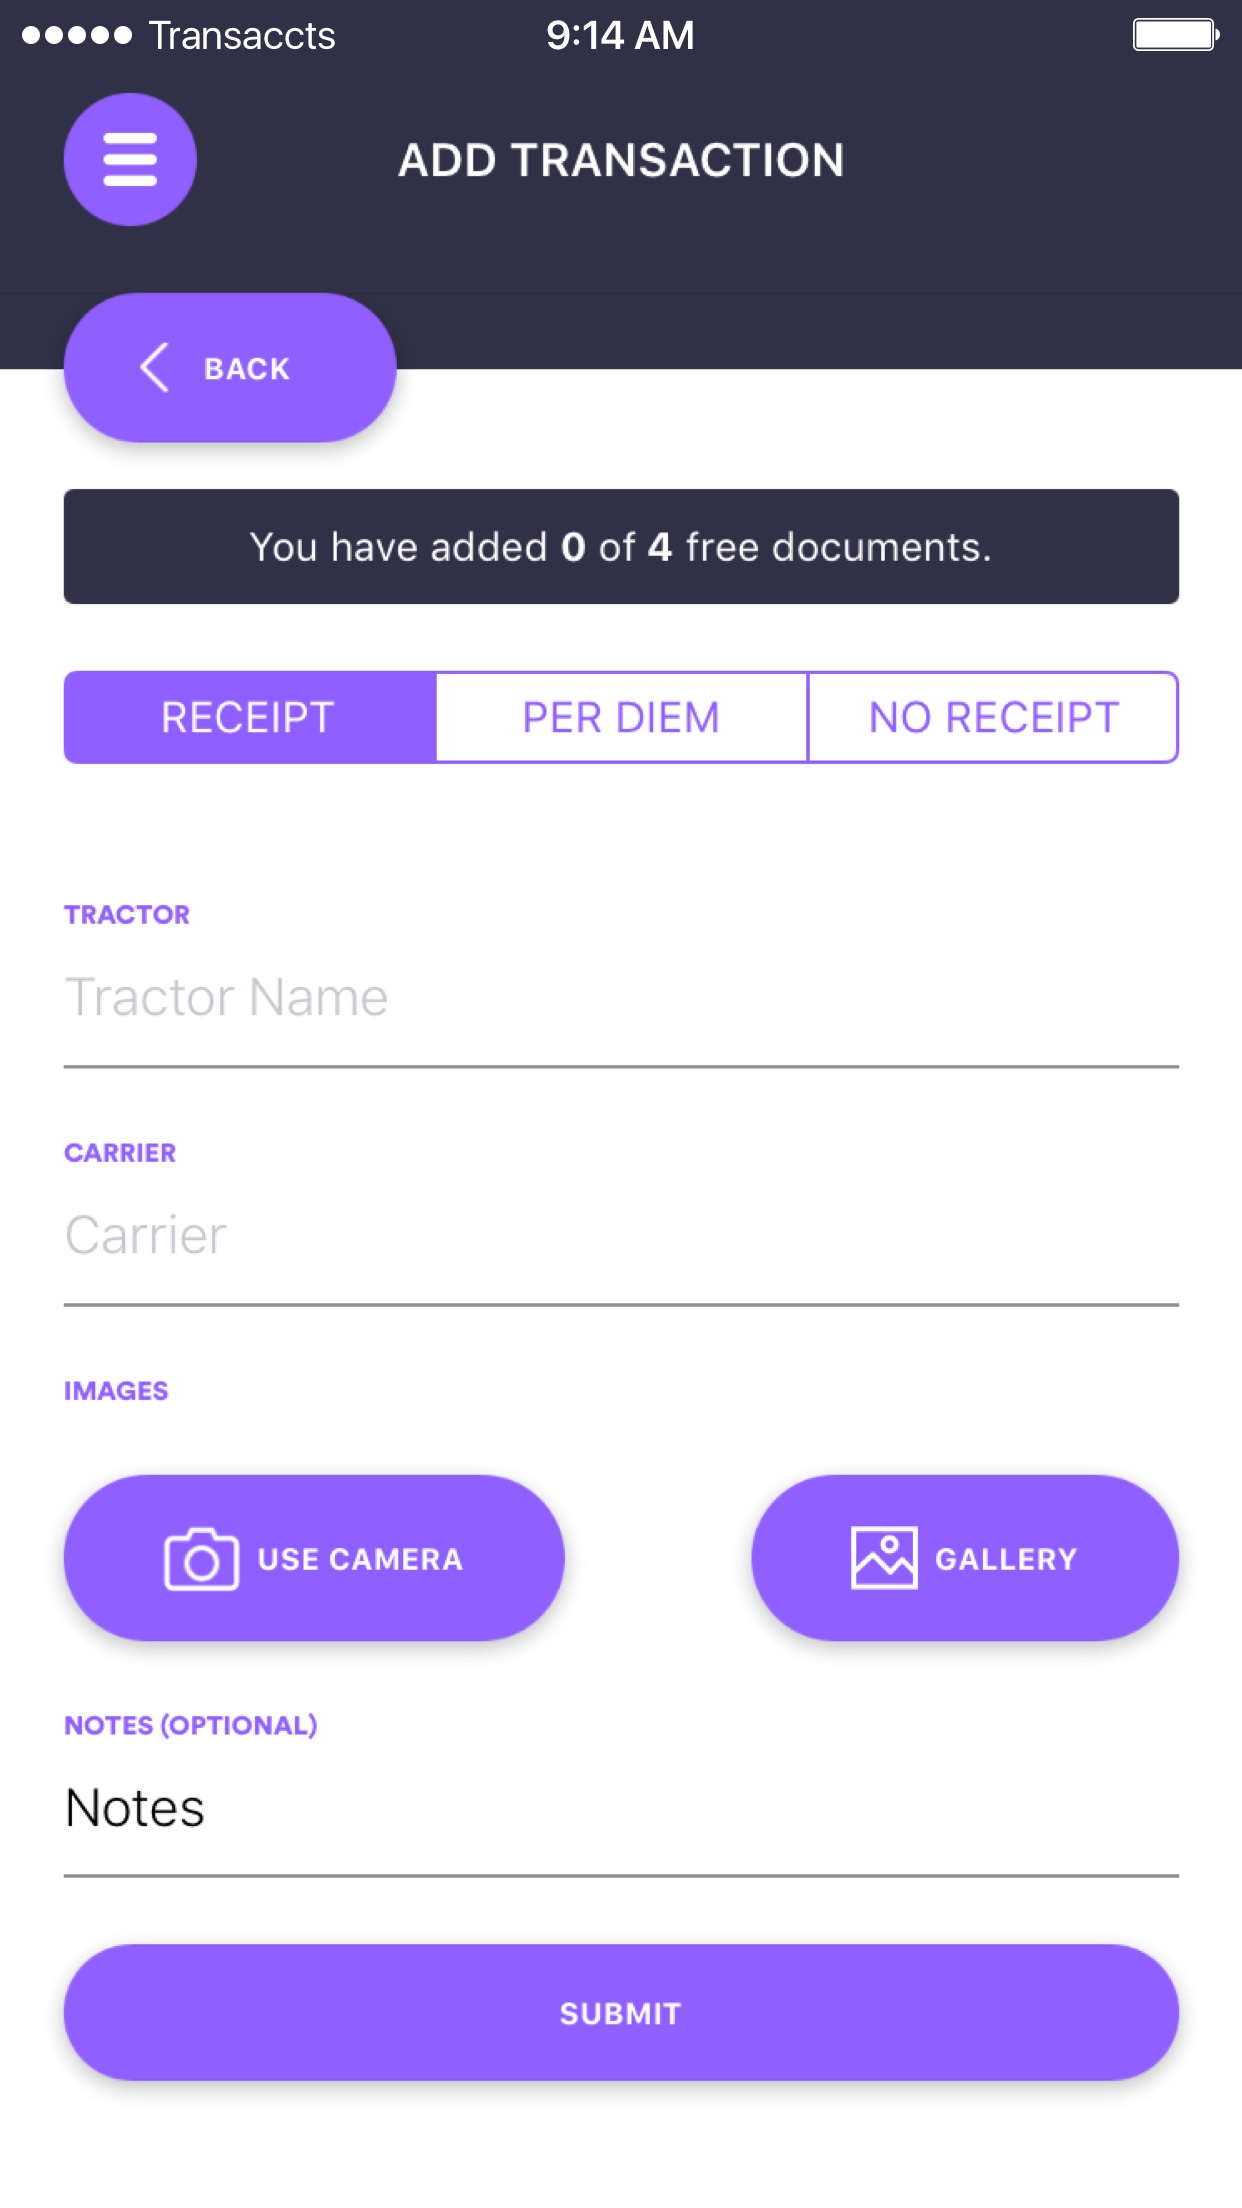 Transaccts 9:14 AM
ADD TRANSACTION
BACK
You have added 0 of 4 free documents.
RECEIPT PER DIEM NO RECEIPT
TRACTOR
Tractor Name
CARRIER
Carrier
IMAGES
USE CAMERA GALLERY
NOTES (OPTIONAL)
Notes
SUBMIT